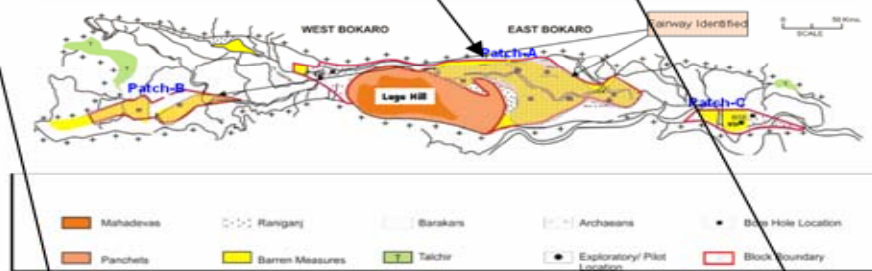 WEST BOKARO
EAST BOKARO
Fairway Identified
0 50 Kms.
SCALE
Patch-A
T
Patch-B
Lugu Hill
T
Patch-C
Mahadevas
Raniganj
Barakars
Archaeans
Bore Hole Location
Panchets
Barren Measures
T Talchir
Exploratory/ Pilot
Location
Block Boundary